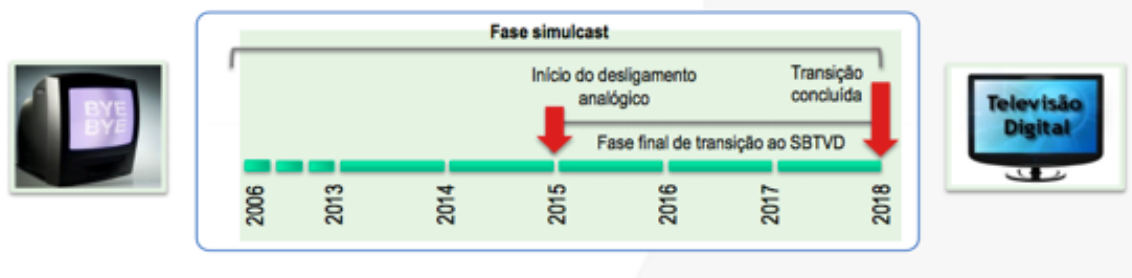 Fase simulcast
BYE
BYE
Início do desligamento
analógico
Transição
concluída
Fase final de transição ao SBTVD
2006
2013
2014
2015
2016
2017
2018
Televisão
Digital